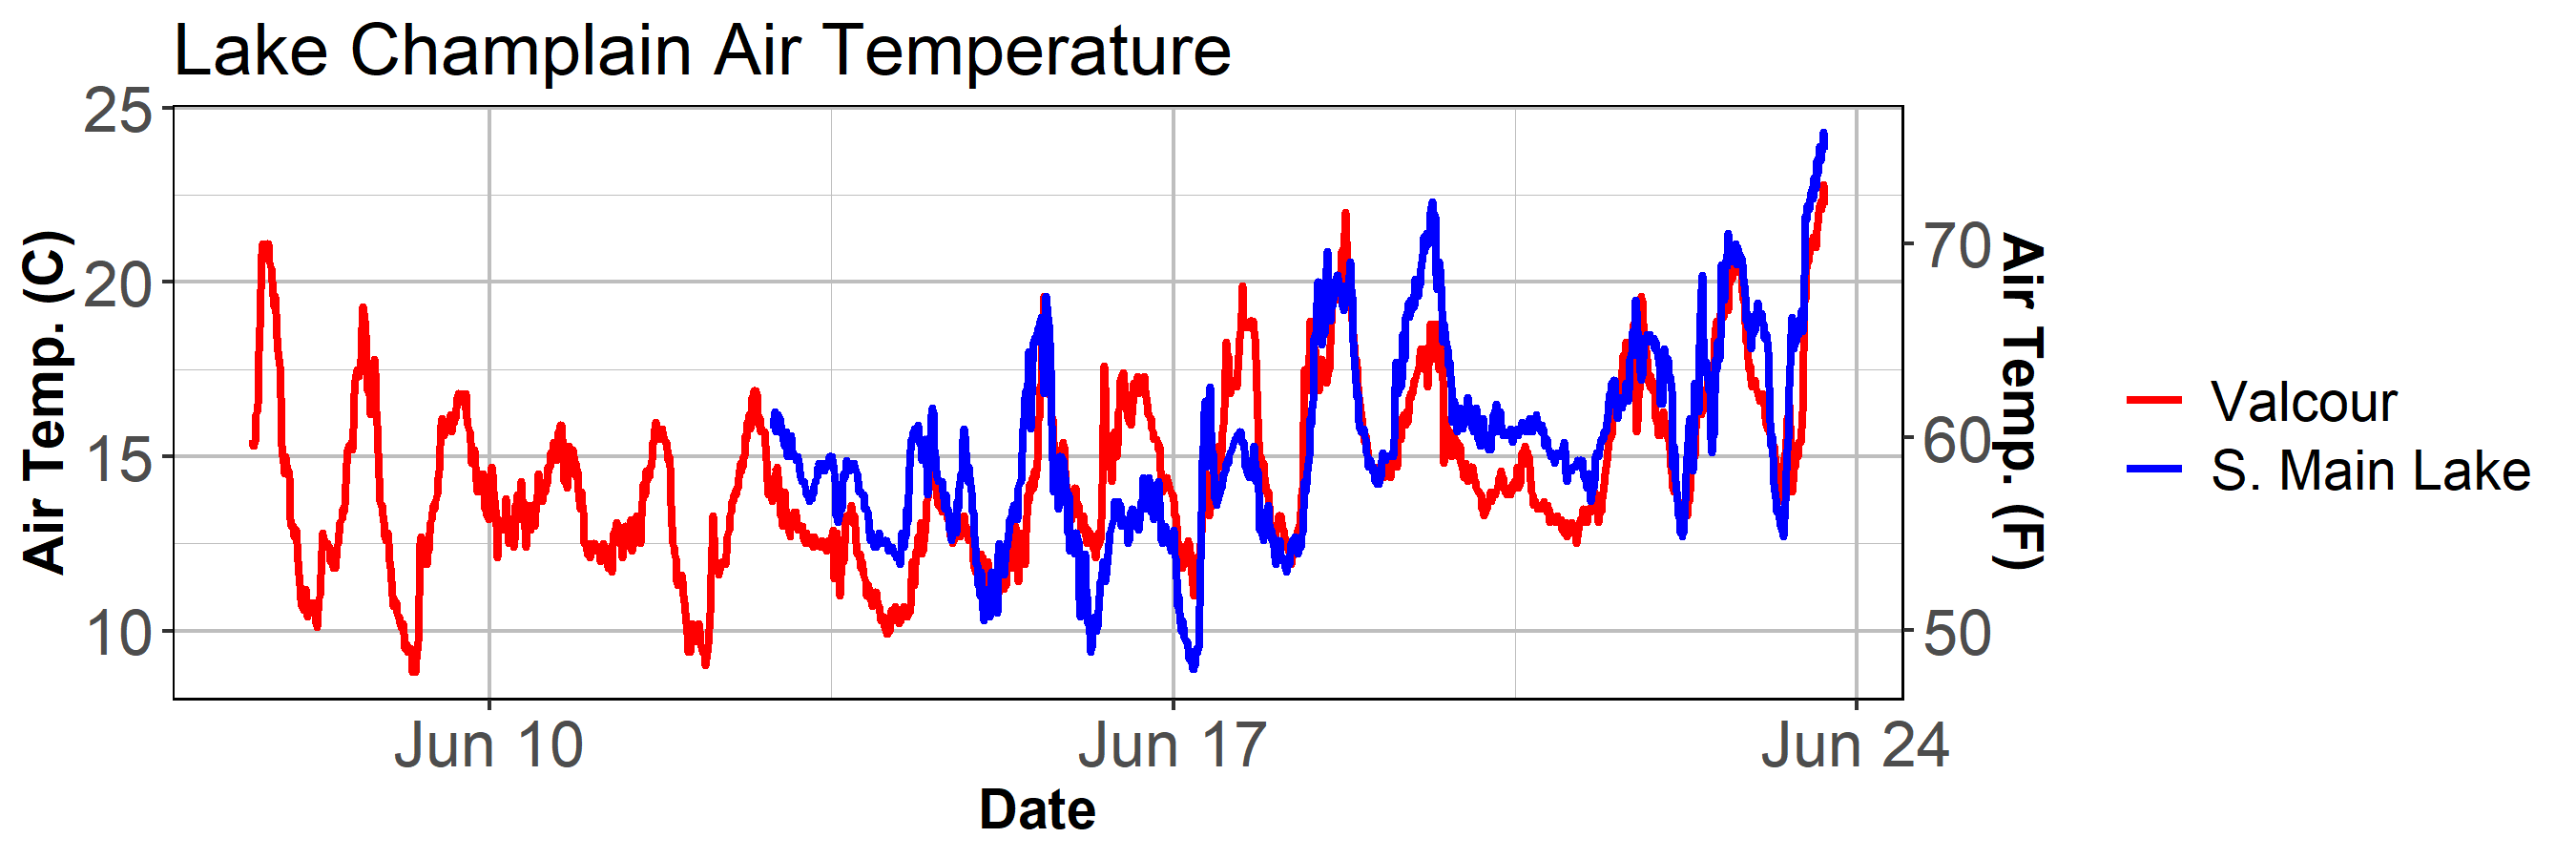 Lake Champlain Air Temperature
25
20
15
10
Air Temp. (C)
70
60
50
Air Temp. (F)
Jun 10
Jun 17
Jun 24
Date
Valcour
S. Main Lake